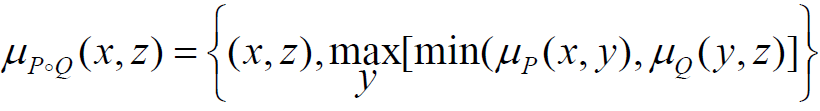 μ_{P∘Q}(x, z) = {(x, z), max_y[min(μ_P(x, y), μ_Q(y, z)]}